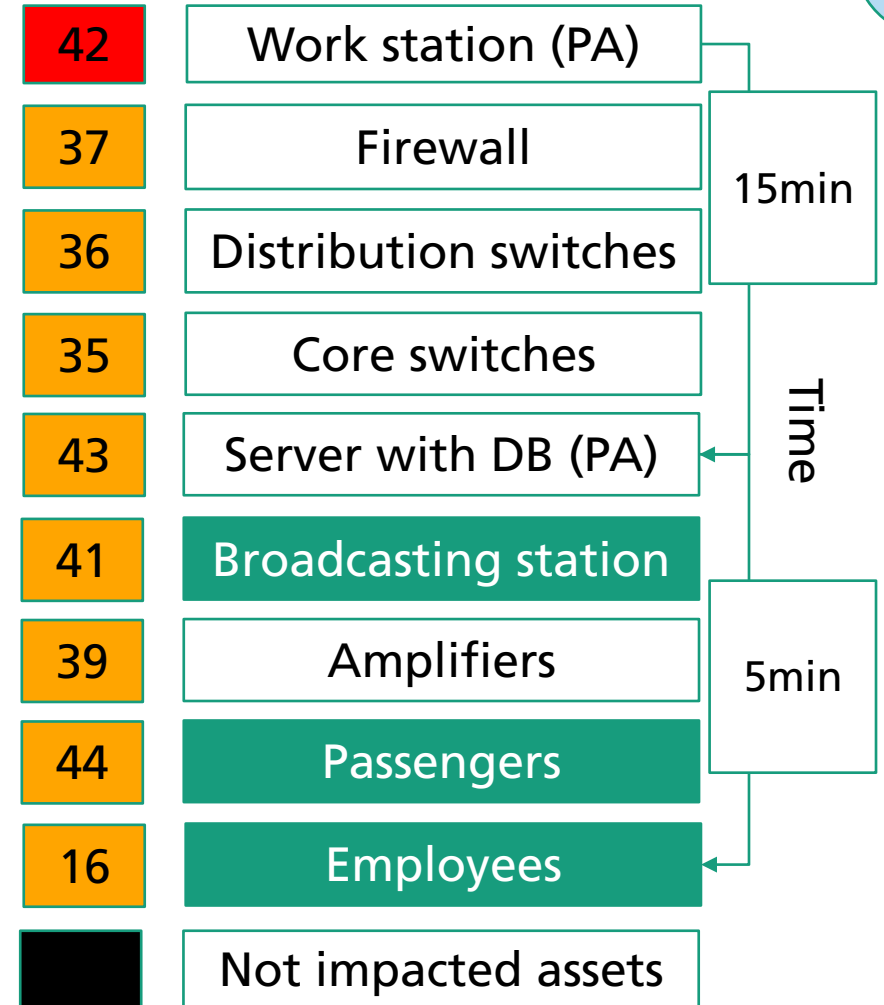 42 Work station (PA)
37 Firewall
15min
36 Distribution switches
35 Core switches
Time
43 Server with DB (PA)
41 Broadcasting station
39 Amplifiers
5min
44 Passengers
16 Employees
Not impacted assets